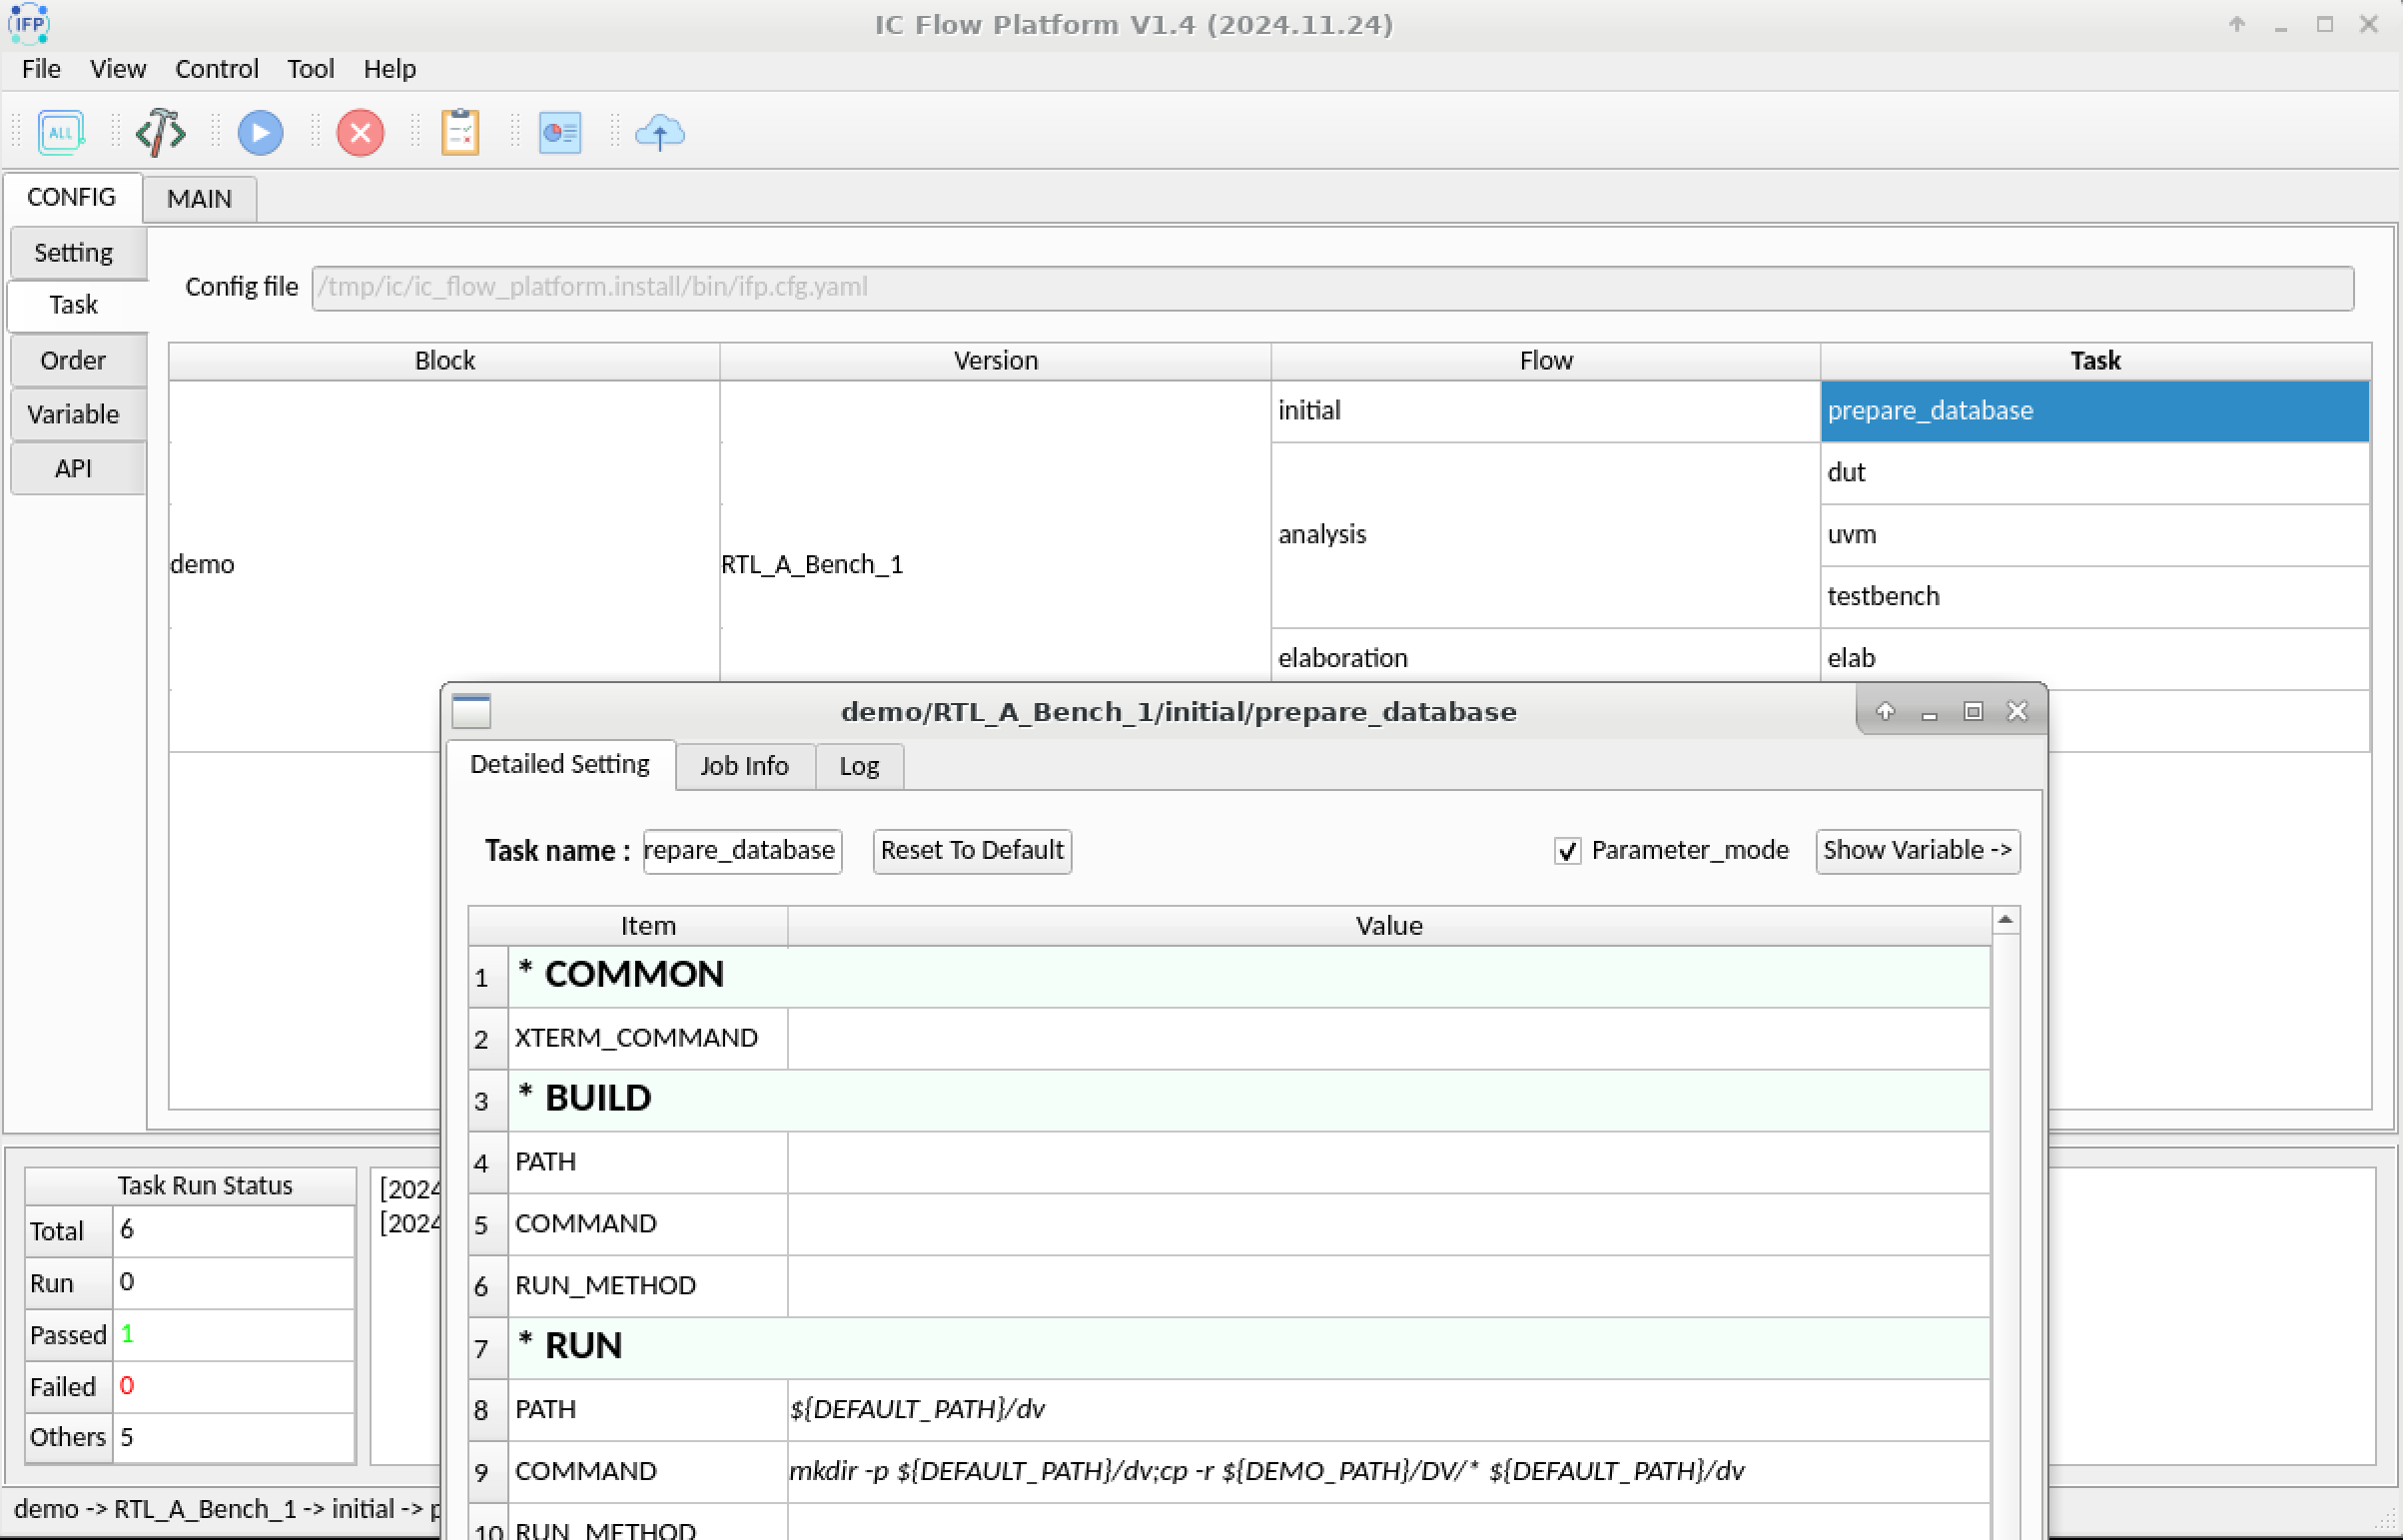 IFP
IC Flow Platform V1.4 (2024.11.24)
File View Control Tool Help
ALL
CONFIG MAIN
Setting
Task
Order
Variable
API
Config file /tmp/ic/ic_flow_platform.install/bin/ifp.cfg.yaml
Block Version Flow Task
initial prepare_database
dut
analysis uvm
demo RTL_A_Bench_1
testbench
elaboration elab
demo/RTL_A_Bench_1/initial/prepare_database
Detailed Setting Job Info Log
Task name : repare_database Reset To Default Parameter_mode Show Variable ->
Item Value
1 * COMMON
2 XTERM_COMMAND
3 * BUILD
4 PATH
5 COMMAND
6 RUN_METHOD
7 * RUN
8 PATH ${DEFAULT_PATH}/dv
9 COMMAND mkdir -p ${DEFAULT_PATH}/dv;cp -r ${DEMO_PATH}/DV/* ${DEFAULT_PATH}/dv
10 RUN_METHOD
Task Run Status
Total 6
Run 0
Passed 1
Failed 0
Others 5
[2024
[2024
demo -> RTL_A_Bench_1 -> initial -> p